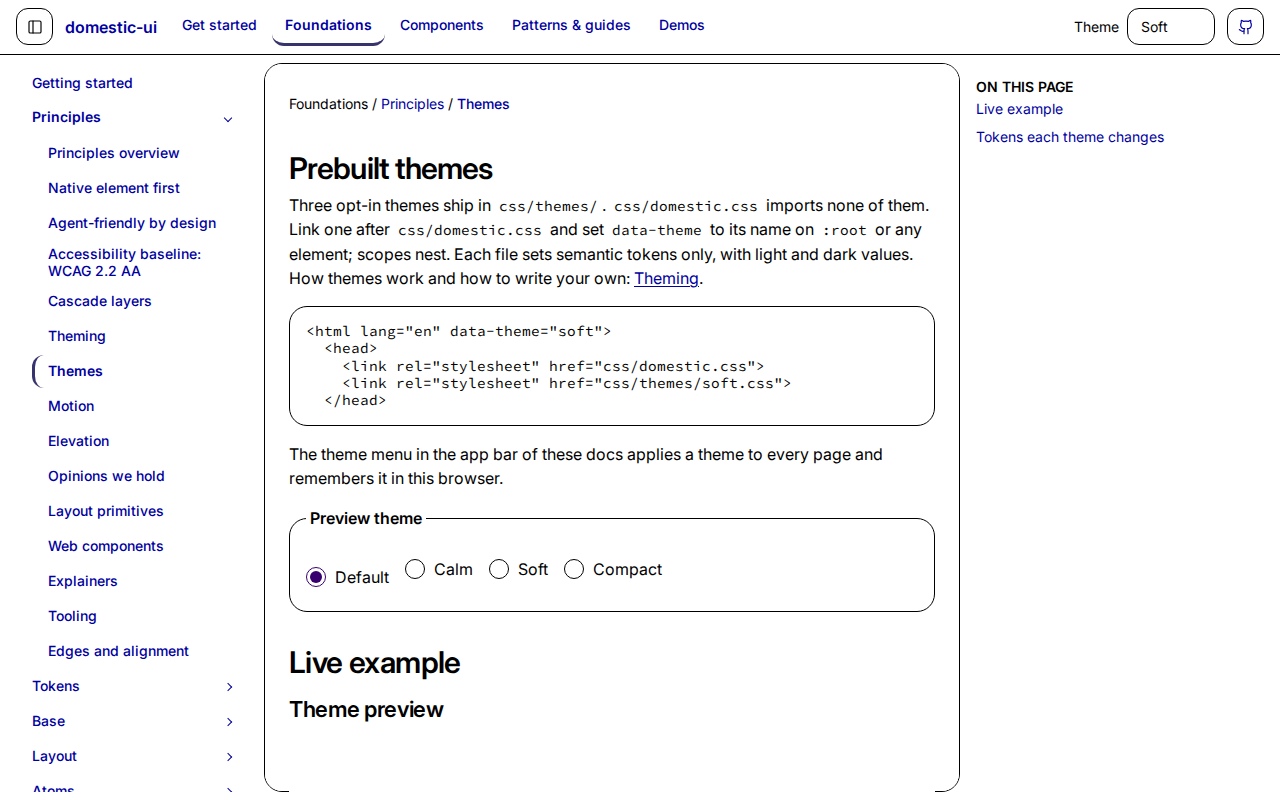 domestic-ui
Get started
Foundations
Components
Patterns & guides
Demos
Theme
Soft
Getting started
Principles
Principles overview
Native element first
Agent-friendly by design
Accessibility baseline:
WCAG 2.2 AA
Cascade layers
Theming
Themes
Motion
Elevation
Opinions we hold
Layout primitives
Web components
Explainers
Tooling
Edges and alignment
Tokens
Base
Layout
Atoms
Foundations / Principles / Themes
Prebuilt themes
Three opt-in themes ship in css/themes/. css/domestic.css imports none of them.
Link one after css/domestic.css and set data-theme to its name on :root or any
element; scopes nest. Each file sets semantic tokens only, with light and dark values.
How themes work and how to write your own: Theming.
<html lang="en" data-theme="soft">
  <head>
    <link rel="stylesheet" href="css/domestic.css">
    <link rel="stylesheet" href="css/themes/soft.css">
  </head>
The theme menu in the app bar of these docs applies a theme to every page and
remembers it in this browser.
Preview theme
Default Calm Soft Compact
Live example
Theme preview
ON THIS PAGE
Live example
Tokens each theme changes